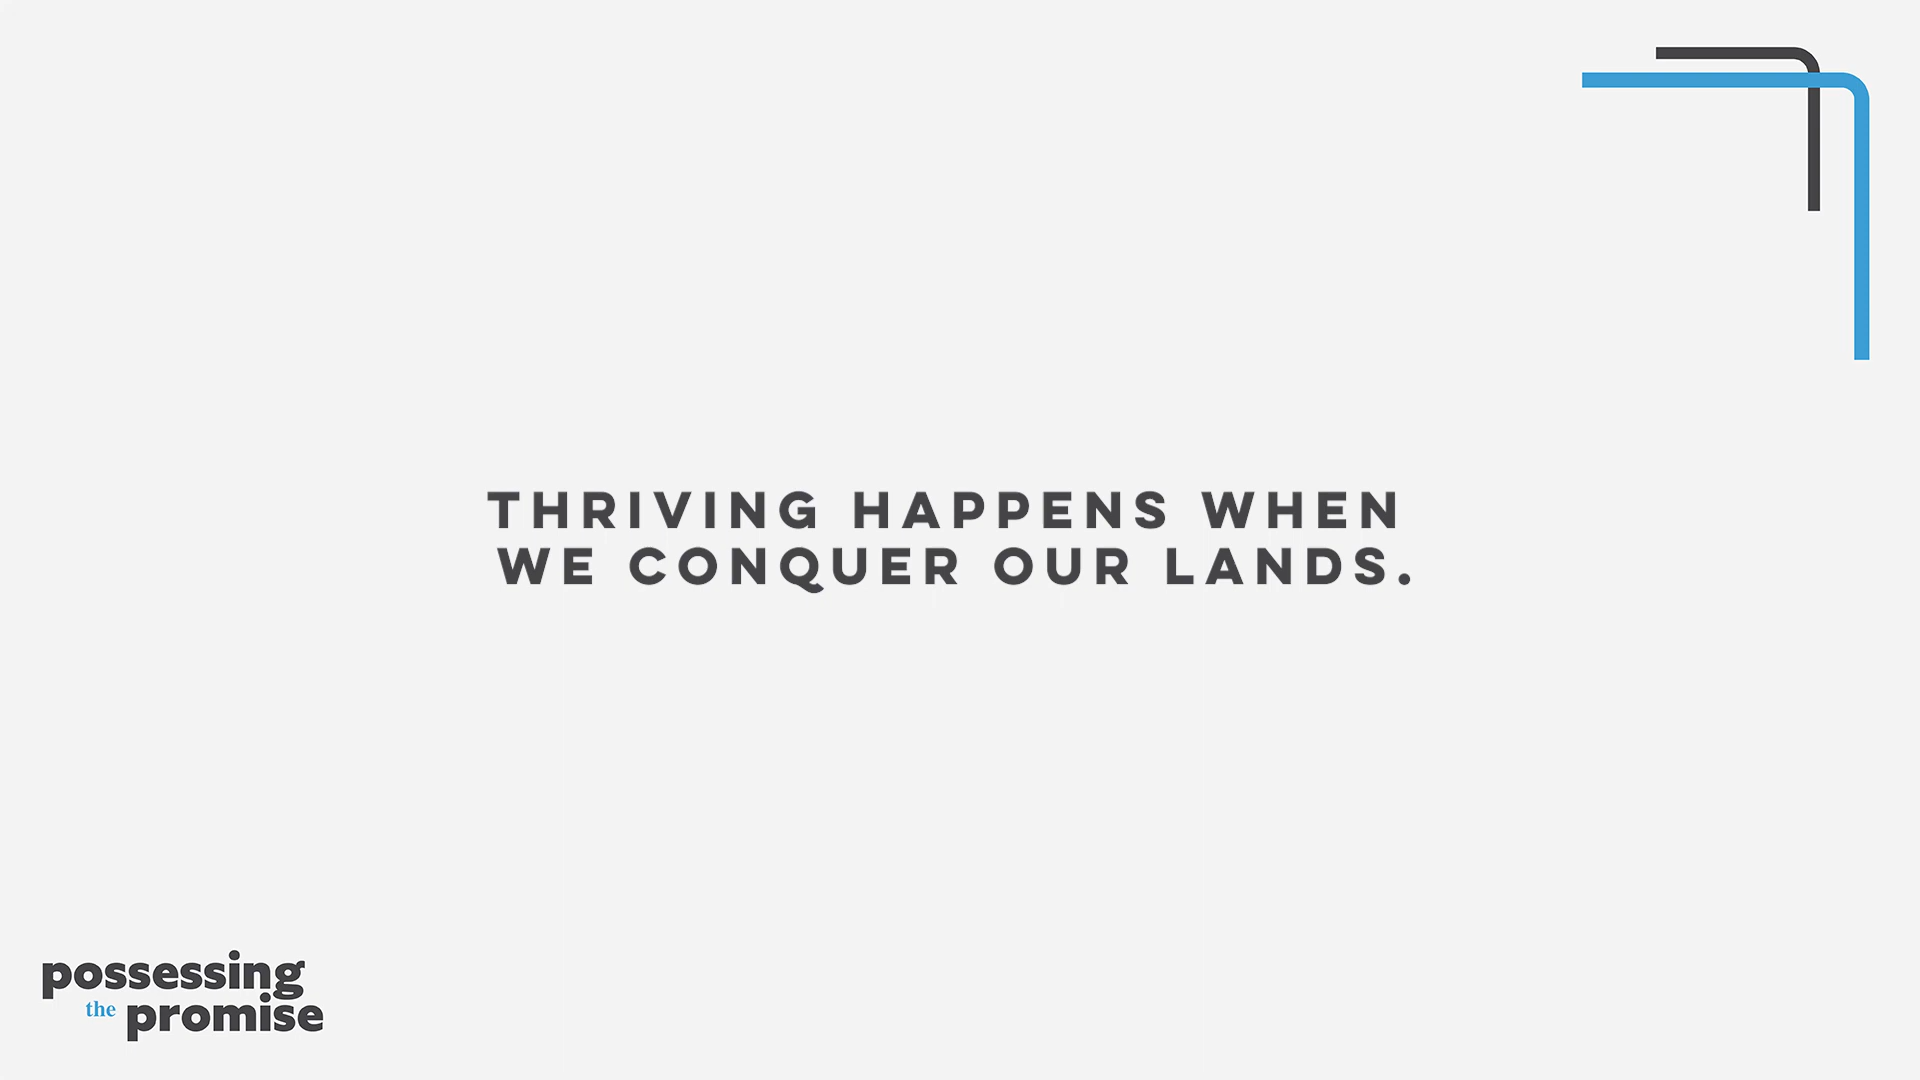 THRIVING HAPPENS WHEN
WE CONQUER OUR LANDS.
possessing
the promise